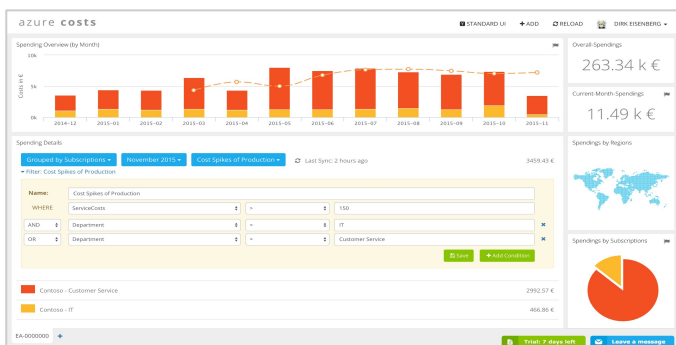 azure costs
STANDARD UI
ADD
RELOAD
DIRK EISENBERG
Spending Overview (by Month)
Costs in €
10k
5k
0k
2014-12 2015-01 2015-02 2015-03 2015-04 2015-05 2015-06 2015-07 2015-08 2015-09 2015-10 2015-11
Overall-Spendings
263.34 k €
Current-Month-Spendings
11.49 k €
Spending Details
Grouped by Subscriptions
November 2015
Cost Spikes of Production
Last Sync: 2 hours ago
3459.43 €
Filter: Cost Spikes of Production
Name: Cost Spikes of Production
WHERE ServiceCosts = 150
AND Department = IT
OR Department = Customer Service
Save
+ Add Condition
Contoso - Customer Service 2992.57 €
Contoso - IT 466.86 €
Spendings by Regions
Spendings by Subscriptions
EA-0000000 +
Trial: 7 days left
Leave a message